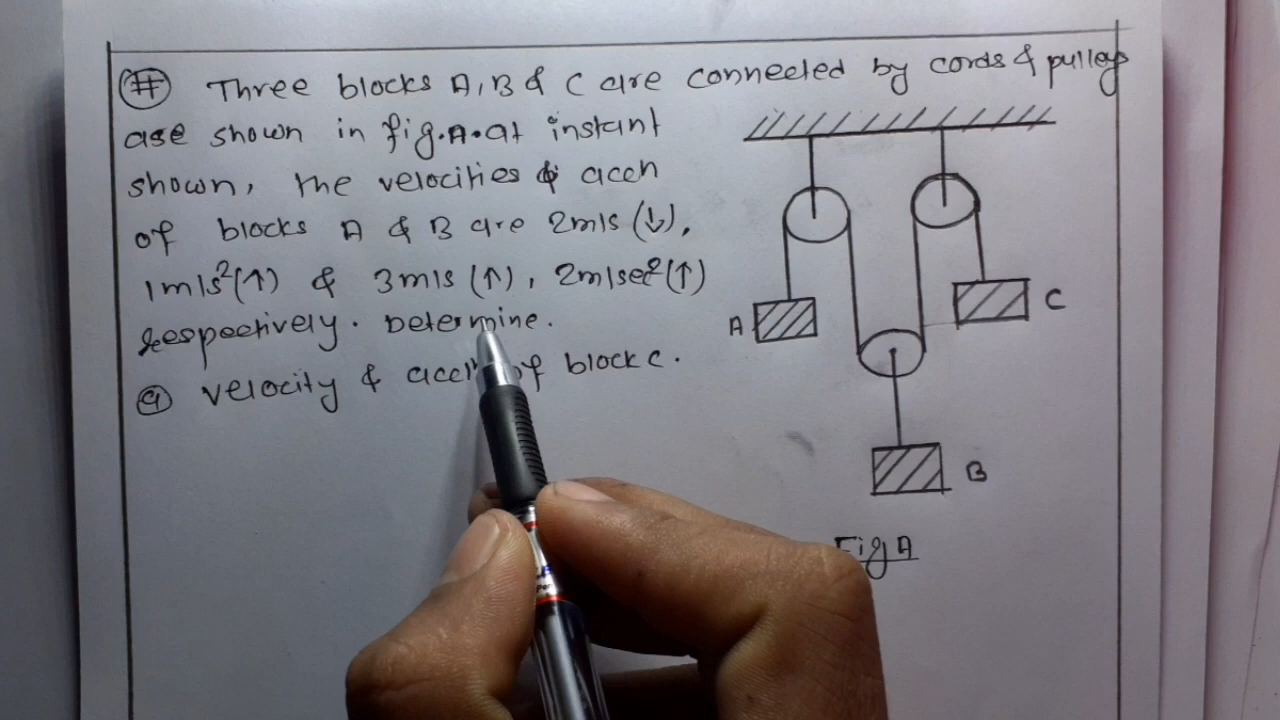 # Three blocks A, B & C are connected by cords & pulleys
are shown in fig.A. at instant
shown, the velocities & accn
of blocks A & B are 2m/s (↓),
1m/s²(↑) & 3m/s (↑), 2m/sec²(↑)
respectively. Determine.
a velocity & of block C.
A
C
B
Fig A